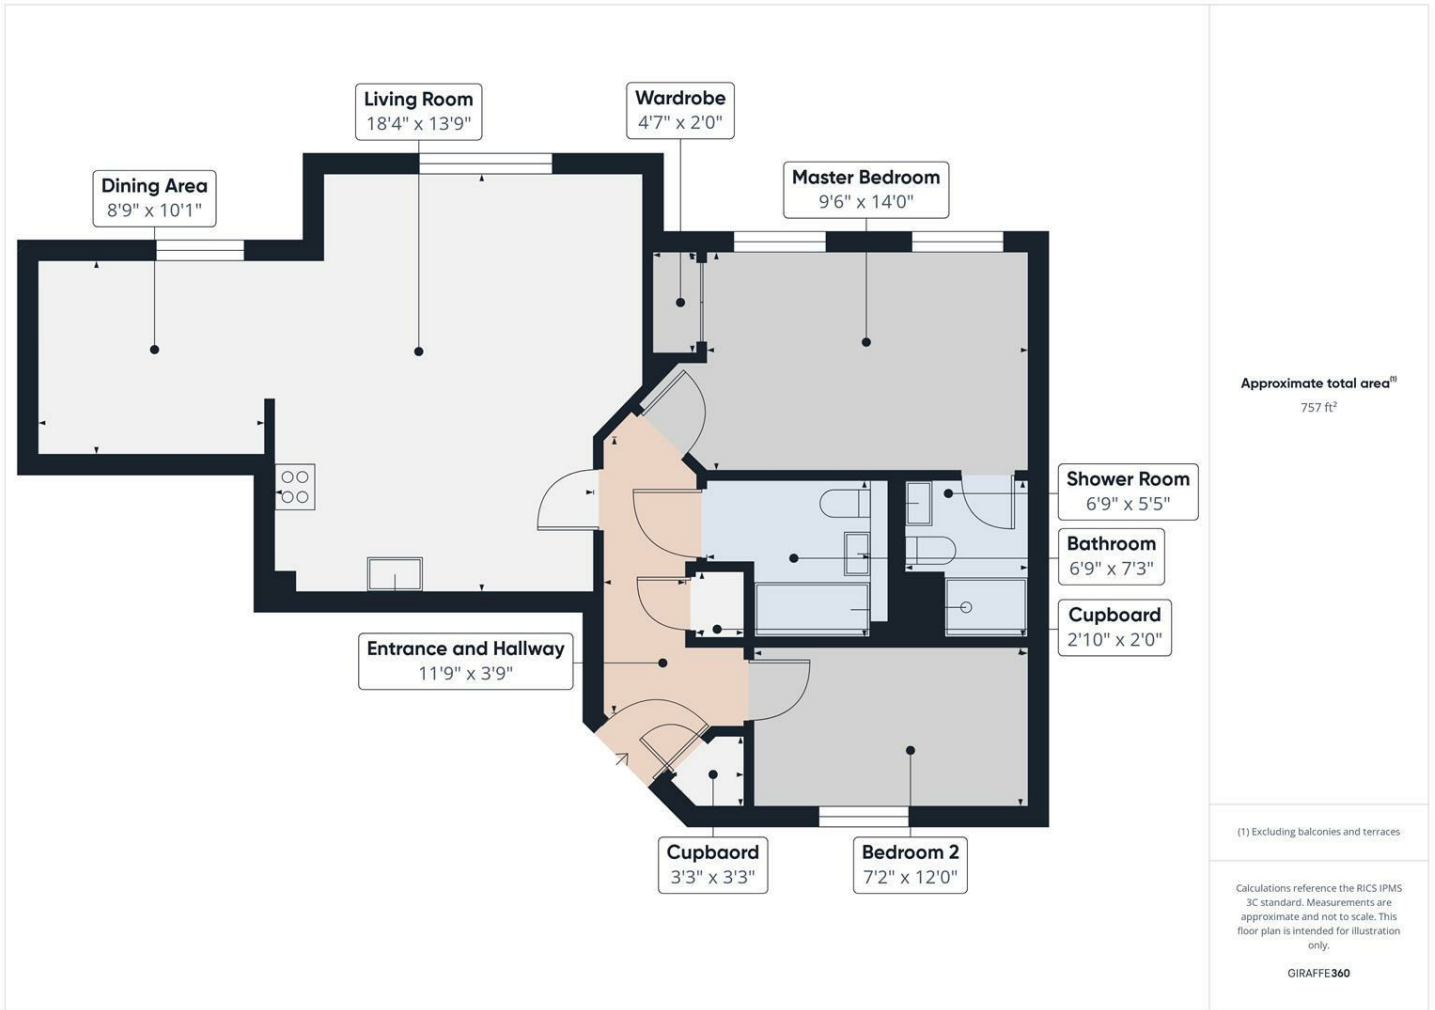 Living Room
18'4" x 13'9"
Wardrobe
4'7" x 2'0"
Dining Area
8'9" x 10'1"
Master Bedroom
9'6" x 14'0"
Shower Room
6'9" x 5'5"
Bathroom
6'9" x 7'3"
Cupboard
2'10" x 2'0"
Entrance and Hallway
11'9" x 3'9"
Cupbaord
3'3" x 3'3"
Bedroom 2
7'2" x 12'0"
Approximate total area(1)
757 ft²
(1) Excluding balconies and terraces
Calculations reference the RICS IPMS
3C standard. Measurements are
approximate and not to scale. This
floor plan is intended for illustration
only.
GIRAFFE360